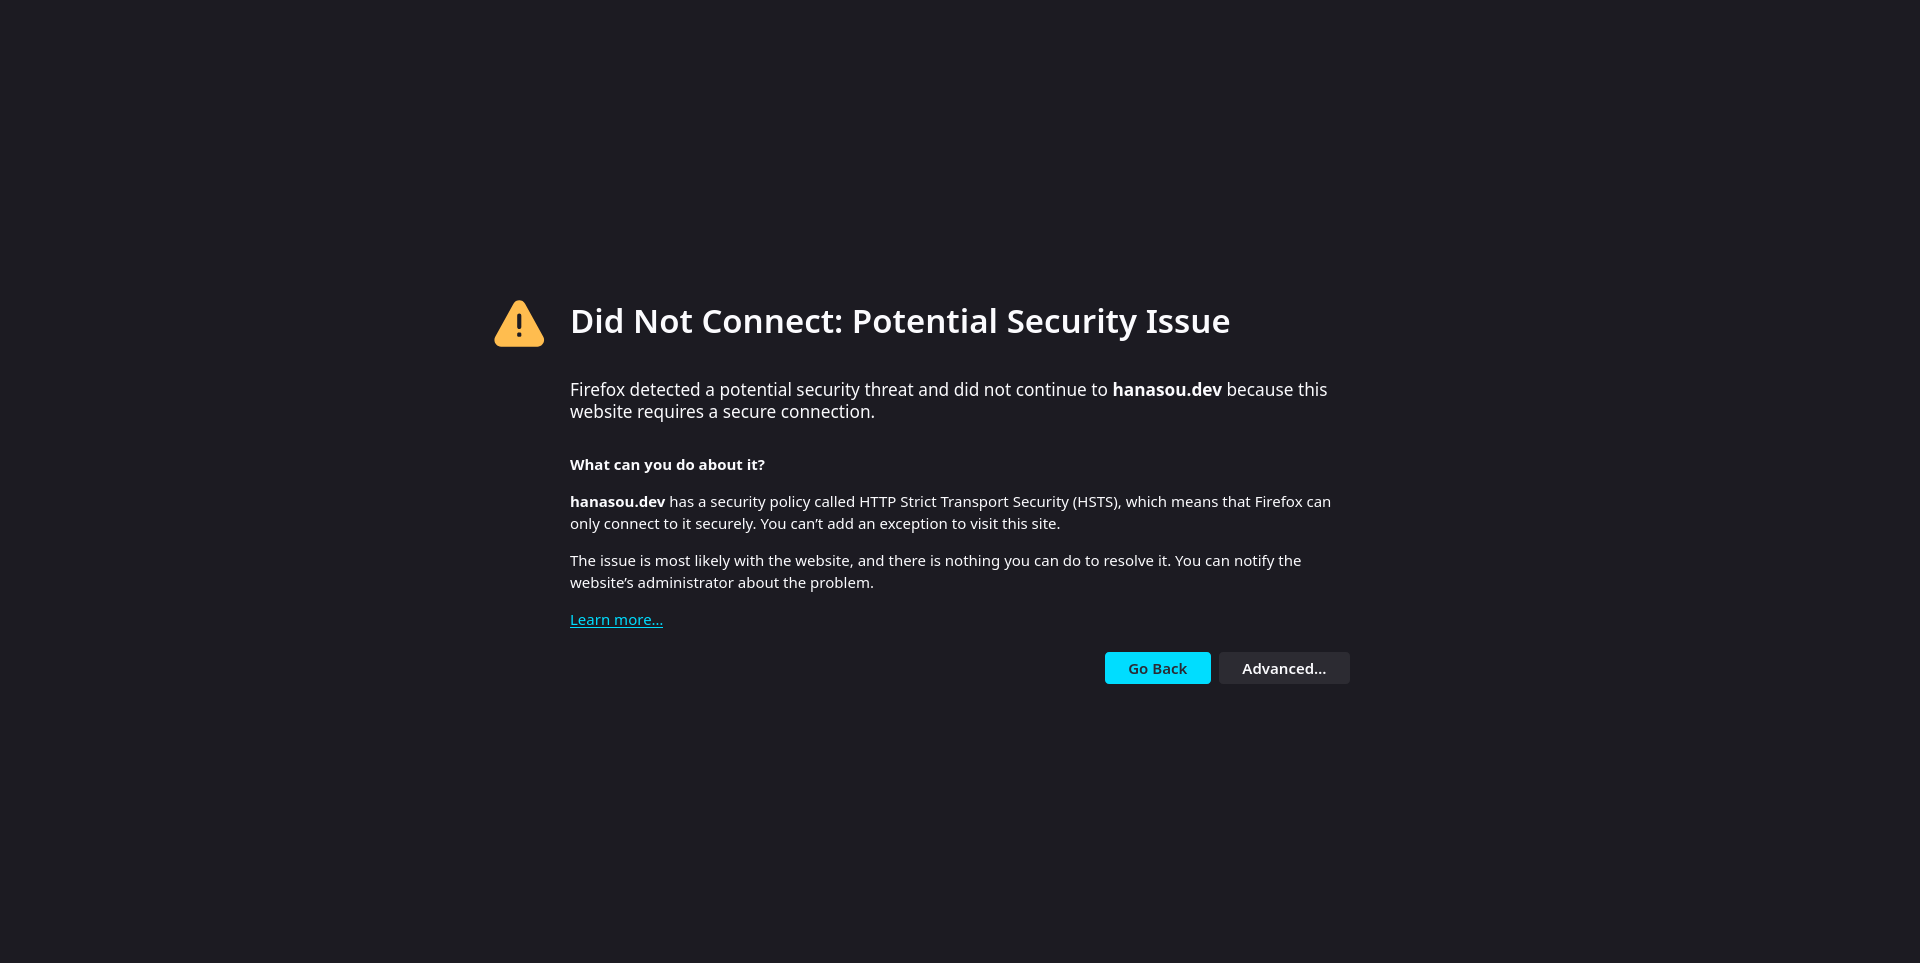 Did Not Connect: Potential Security Issue
Firefox detected a potential security threat and did not continue to hanasou.dev because this
website requires a secure connection.
What can you do about it?
hanasou.dev has a security policy called HTTP Strict Transport Security (HSTS), which means that Firefox can
only connect to it securely. You can’t add an exception to visit this site.
The issue is most likely with the website, and there is nothing you can do to resolve it. You can notify the
website’s administrator about the problem.
Learn more…
Go Back
Advanced…